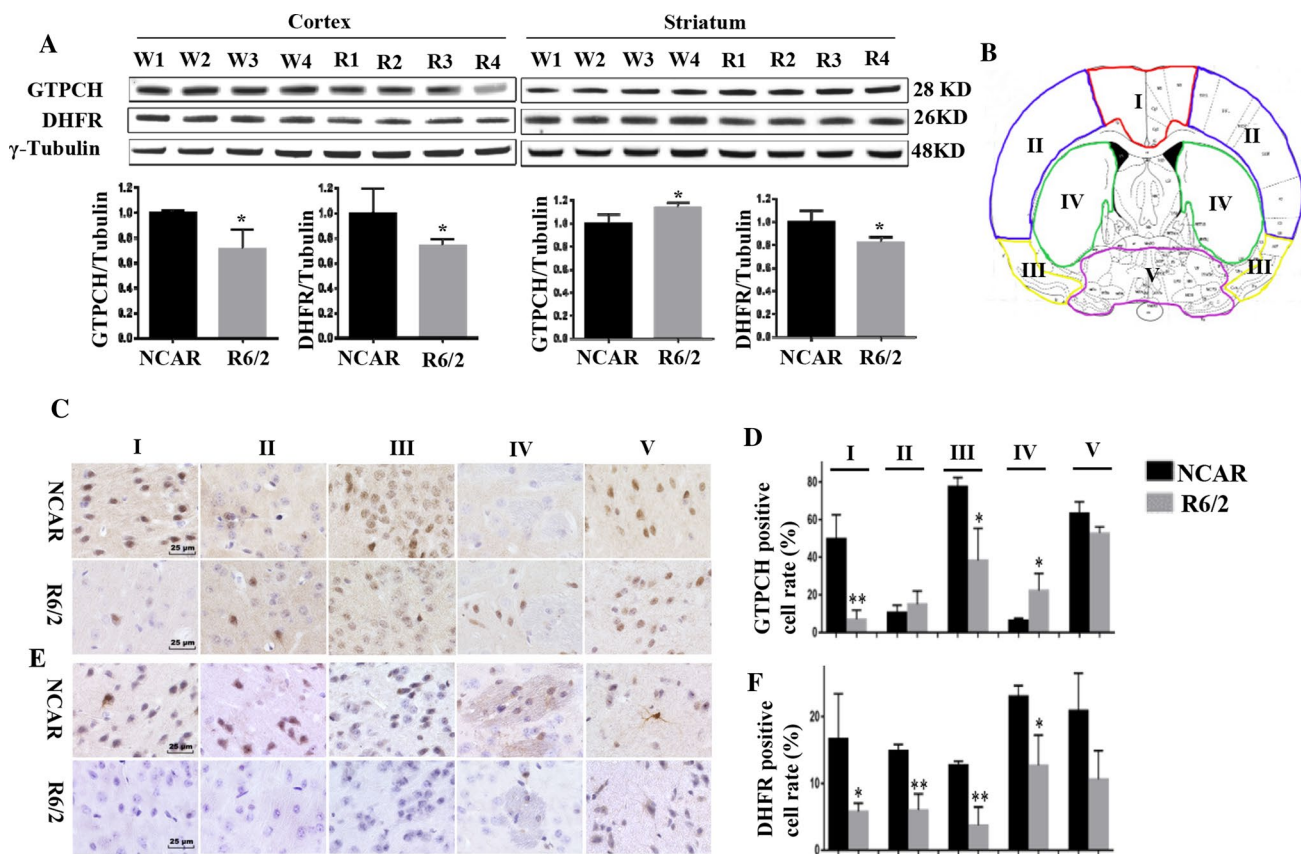 A
Cortex
Striatum
W1 W2 W3 W4 R1 R2 R3 R4
W1 W2 W3 W4 R1 R2 R3 R4
GTPCH
28 KD
DHFR
26KD
γ-Tubulin
48KD
GTPCH/Tubulin
1.2
1.0
0.8
0.6
0.4
0.2
0.0
*
NCAR R6/2
DHFR/Tubulin
1.2
1.0
0.8
0.6
0.4
0.2
0.0
*
NCAR R6/2
GTPCH/Tubulin
1.2
1.0
0.8
0.6
0.4
0.2
0.0
*
NCAR R6/2
DHFR/Tubulin
1.2
1.0
0.8
0.6
0.4
0.2
0.0
*
NCAR R6/2
B
I
II
II
IV
IV
III
III
V
C
I II III IV V
NCAR
25 µm
R6/2
25 µm
E
NCAR
25 µm
R6/2
25 µm
D
I II III IV V
NCAR
R6/2
GTPCH positive
cell rate (%)
80
60
40
20
0
**
*
*
F
DHFR positive
cell rate (%)
20
10
0
*
**
**
*